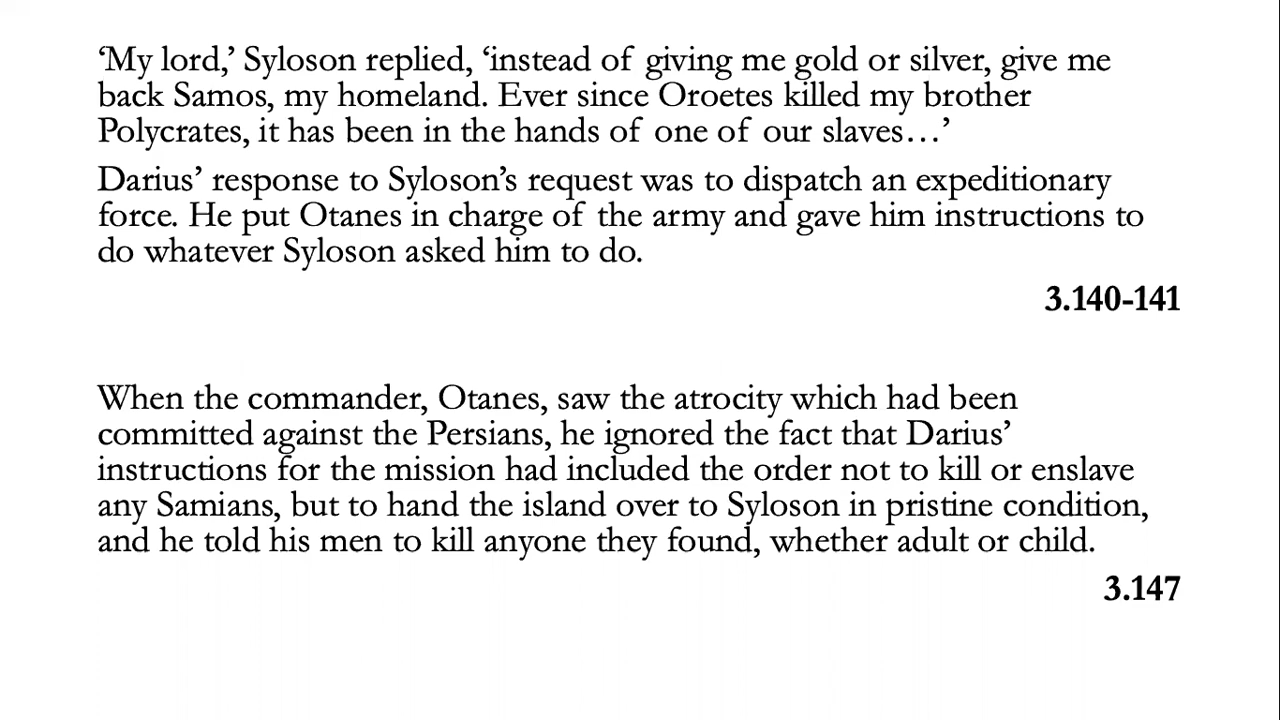 ‘My lord,’ Syloson replied, ‘instead of giving me gold or silver, give me
back Samos, my homeland. Ever since Oroetes killed my brother
Polycrates, it has been in the hands of one of our slaves…’
Darius’ response to Syloson’s request was to dispatch an expeditionary
force. He put Otanes in charge of the army and gave him instructions to
do whatever Syloson asked him to do.
3.140-141
When the commander, Otanes, saw the atrocity which had been
committed against the Persians, he ignored the fact that Darius’
instructions for the mission had included the order not to kill or enslave
any Samians, but to hand the island over to Syloson in pristine condition,
and he told his men to kill anyone they found, whether adult or child.
3.147